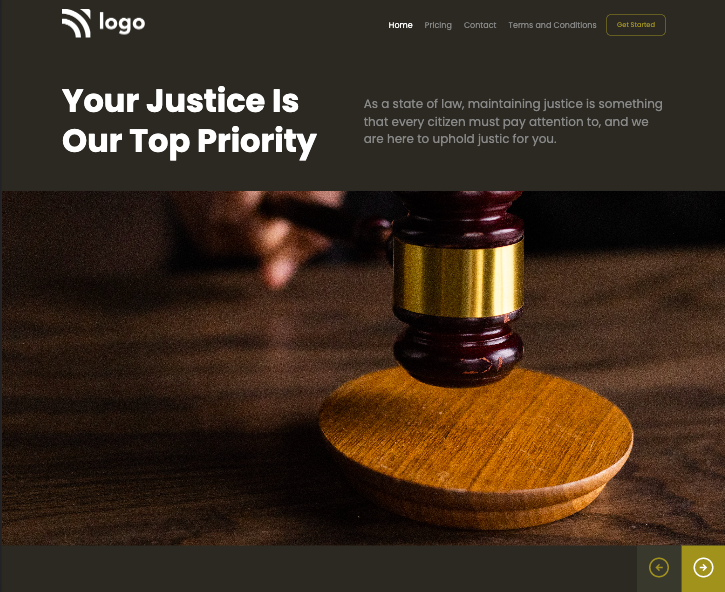 logo
Home Pricing Contact Terms and Conditions Get Started
Your Justice Is
Our Top Priority
As a state of law, maintaining justice is something
that every citizen must pay attention to, and we
are here to uphold justic for you.